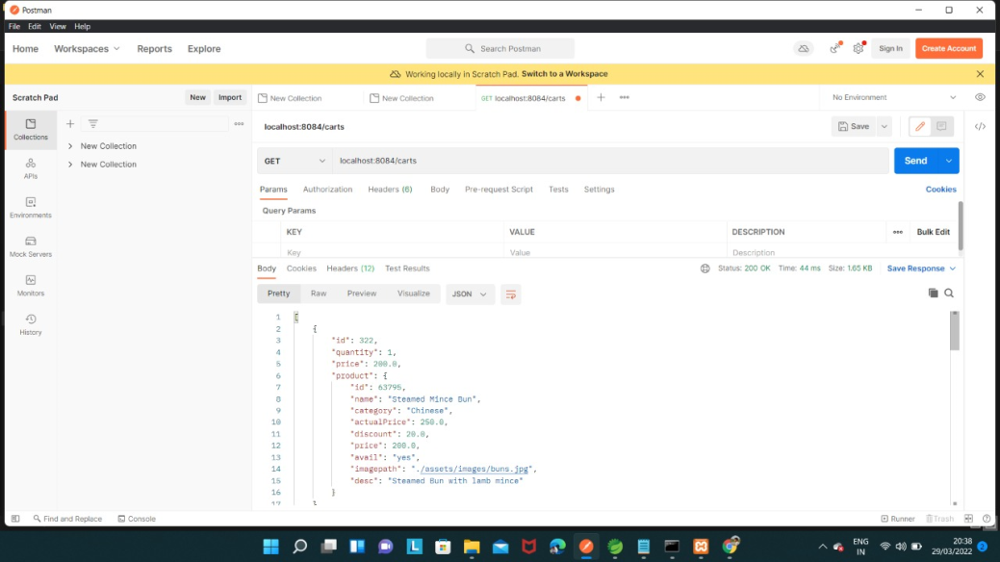 Postman
File Edit View Help
Home Workspaces Reports Explore Search Postman Sign In Create Account
Working locally in Scratch Pad. Switch to a Workspace
Scratch Pad New Import New Collection New Collection GET localhost:8084/carts No Environment
localhost:8084/carts Save
Collections
New Collection
New Collection
APIs
Environments
Mock Servers
Monitors
History
GET localhost:8084/carts Send
Params Authorization Headers (6) Body Pre-request Script Tests Settings Cookies
Query Params
KEY VALUE DESCRIPTION Bulk Edit
Key Value Description
Body Cookies Headers (12) Test Results Status: 200 OK Time: 44 ms Size: 1.65 KB Save Response
Pretty Raw Preview Visualize JSON
1 [
2 {
3 "id": 322,
4 "quantity": 1,
5 "price": 200.0,
6 "product": {
7 "id": 63795,
8 "name": "Steamed Mince Bun",
9 "category": "Chinese",
10 "actualPrice": 250.0,
11 "discount": 20.0,
12 "price": 200.0,
13 "avail": "yes",
14 "imagepath": "./assets/images/buns.jpg",
15 "desc": "Steamed Bun with lamb mince"
16 }
17 }
Find and Replace Console Runner Trash
ENG
IN
20:38
29/03/2022
2